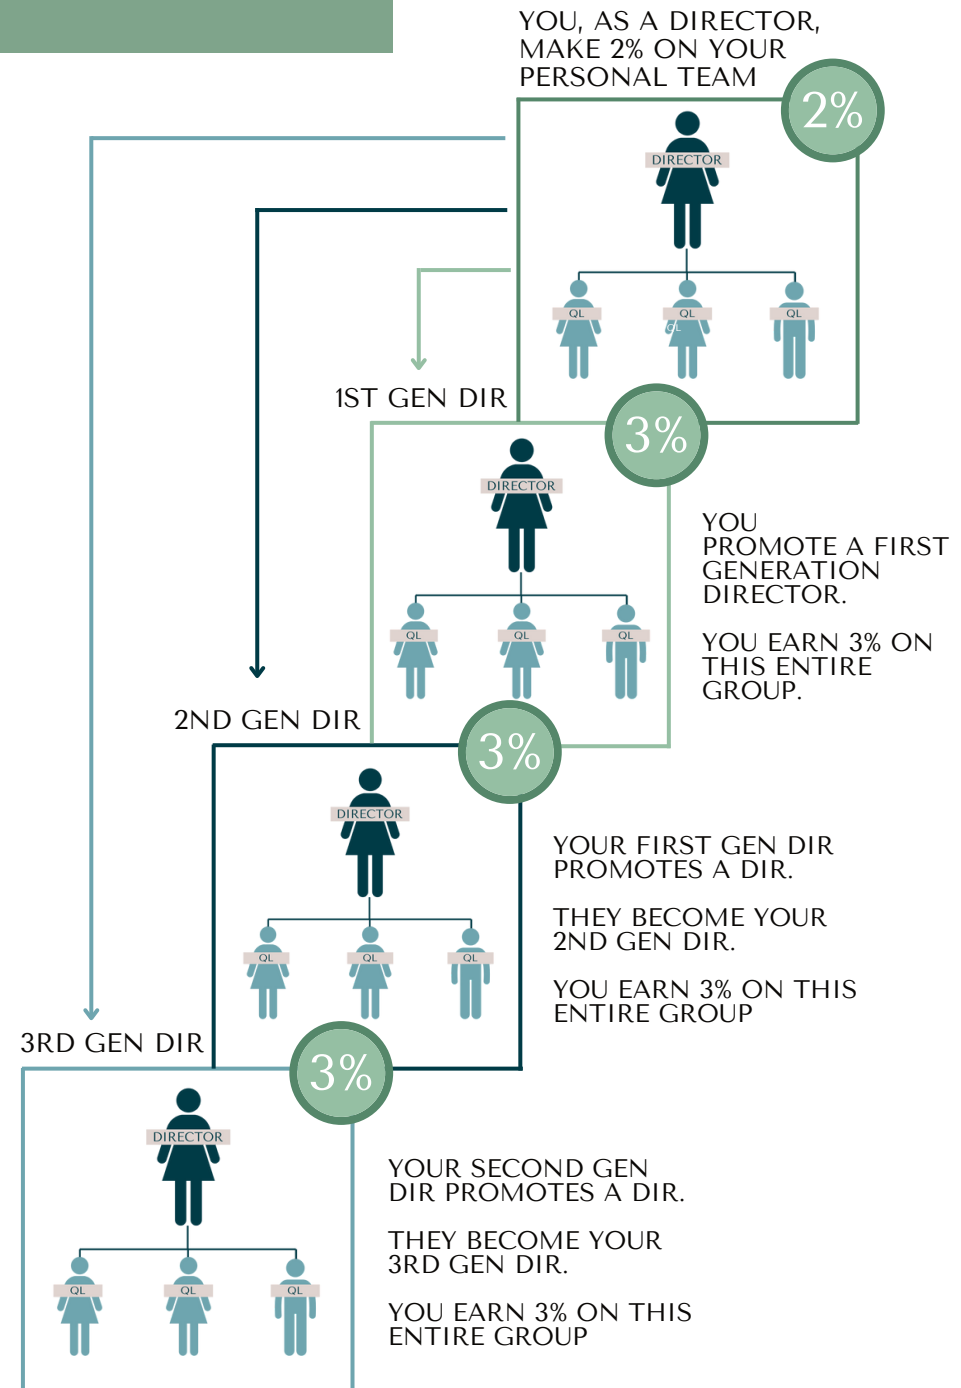 YOU, AS A DIRECTOR,
MAKE 2% ON YOUR
PERSONAL TEAM
2%
DIRECTOR
QL
QL
QL
QL
1ST GEN DIR
3%
DIRECTOR
QL
QL
QL
YOU
PROMOTE A FIRST
GENERATION
DIRECTOR.
YOU EARN 3% ON
THIS ENTIRE
GROUP.
2ND GEN DIR
3%
DIRECTOR
QL
QL
QL
YOUR FIRST GEN DIR
PROMOTES A DIR.
THEY BECOME YOUR
2ND GEN DIR.
YOU EARN 3% ON THIS
ENTIRE GROUP
3RD GEN DIR
3%
DIRECTOR
QL
QL
QL
YOUR SECOND GEN
DIR PROMOTES A DIR.
THEY BECOME YOUR
3RD GEN DIR.
YOU EARN 3% ON THIS
ENTIRE GROUP